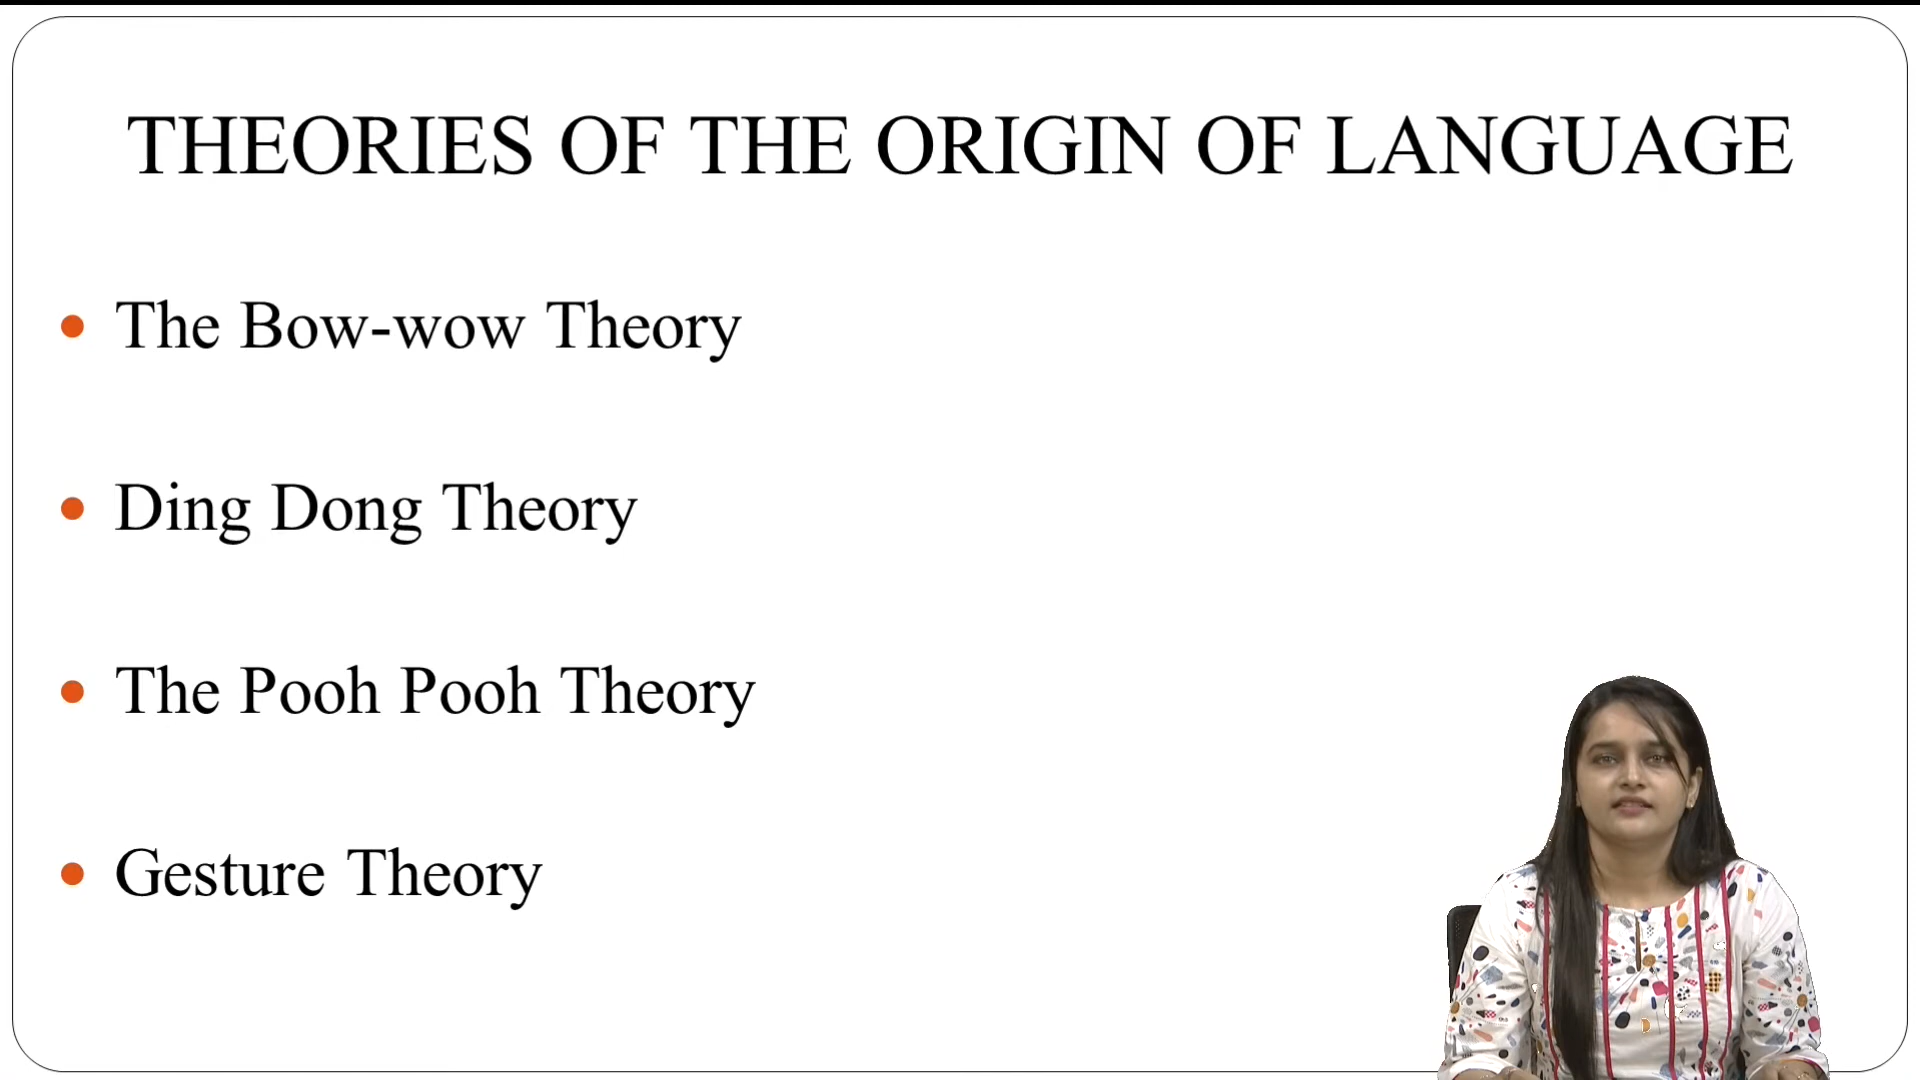 THEORIES OF THE ORIGIN OF LANGUAGE
The Bow-wow Theory
Ding Dong Theory
The Pooh Pooh Theory
Gesture Theory